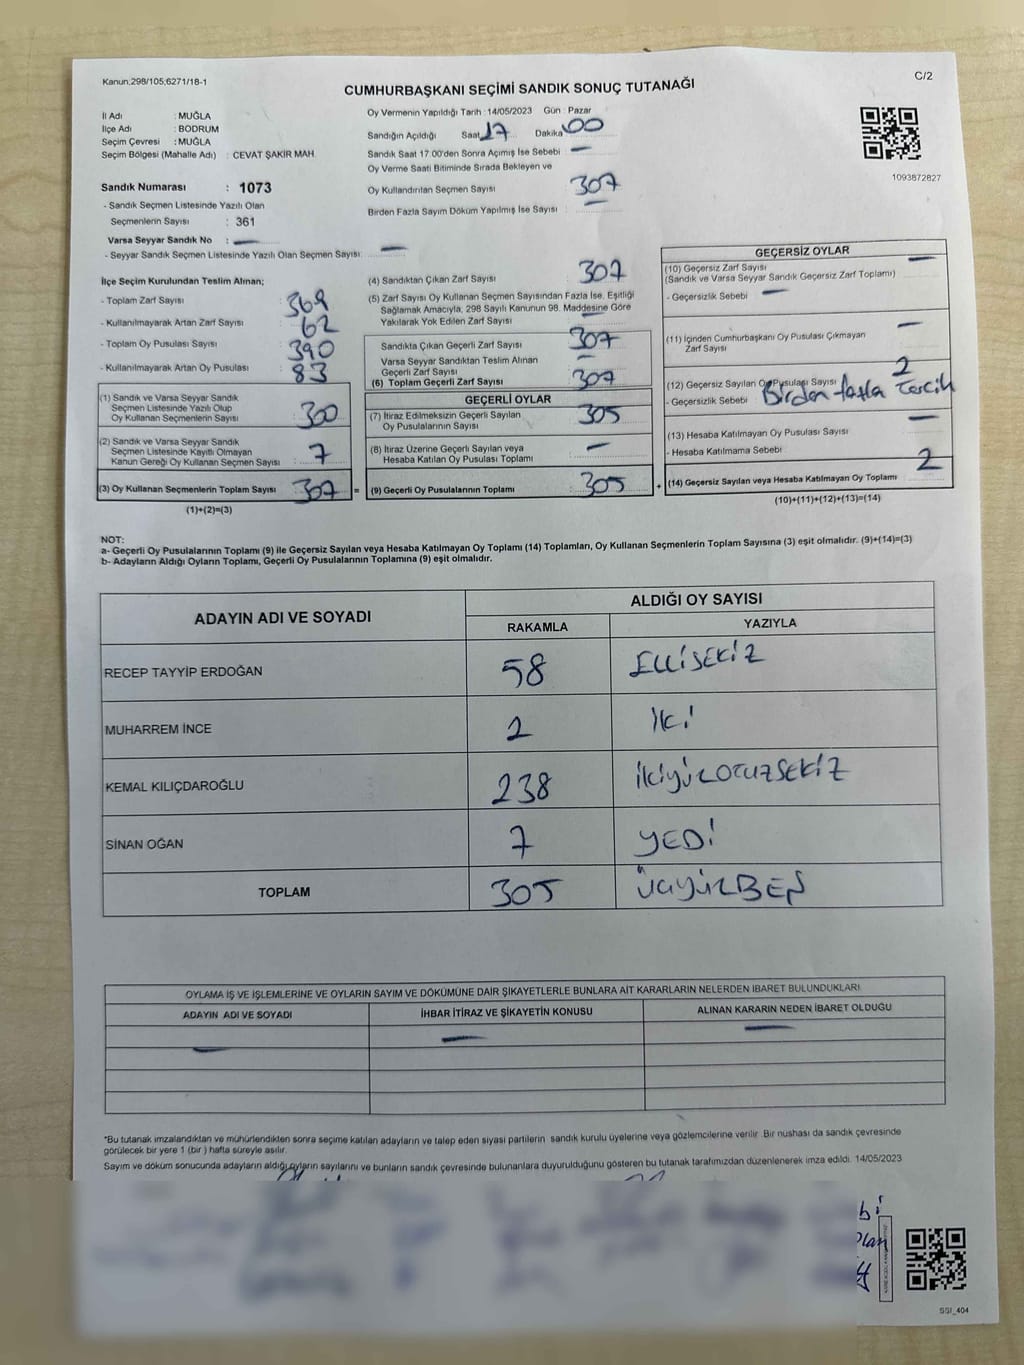 Kanun;298/105;6271/18-1
C/2
CUMHURBAŞKANI SEÇİMİ SANDIK SONUÇ TUTANAĞI
İl Adı : MUĞLA
İlçe Adı : BODRUM
Seçim Çevresi : MUĞLA
Seçim Bölgesi (Mahalle Adı) : CEVAT ŞAKİR MAH.
Sandık Numarası : 1073
- Sandık Seçmen Listesinde Yazılı Olan
Seçmenlerin Sayısı : 361
Varsa Seyyar Sandık No : —
- Seyyar Sandık Seçmen Listesinde Yazılı Olan Seçmen Sayısı: —
Oy Vermenin Yapıldığı Tarih : 14/05/2023 Gün : Pazar
Sandığın Açıldığı Saat 17 Dakika 00
Sandık Saat 17.00'den Sonra Açımış İse Sebebi —
Oy Verme Saati Bitiminde Sırada Bekleyen ve
Oy Kullandırılan Seçmen Sayısı 307
Birden Fazla Sayım Döküm Yapılmış İse Sayısı : —
1093872827
İlçe Seçim Kurulundan Teslim Alınan;
- Toplam Zarf Sayısı : 369
- Kullanılmayarak Artan Zarf Sayısı : 62
- Toplam Oy Pusulası Sayısı : 390
- Kullanılmayarak Artan Oy Pusulası : 83
(1) Sandık ve Varsa Seyyar Sandık
Seçmen Listesinde Yazılı Olup
Oy Kullanan Seçmenlerin Sayısı : 300
(2) Sandık ve Varsa Seyyar Sandık
Seçmen Listesinde Kayıtlı Olmayan
Kanun Gereği Oy Kullanan Seçmen Sayısı : 7
(3) Oy Kullanan Seçmenlerin Toplam Sayısı : 307
(1)+(2)=(3)
(4) Sandıktan Çıkan Zarf Sayısı : 307
(5) Zarf Sayısı Oy Kullanan Seçmen Sayısından Fazla İse, Eşitliği
Sağlamak Amacıyla, 298 Sayılı Kanunun 98. Maddesine Göre
Yakılarak Yok Edilen Zarf Sayısı : —
Sandıkta Çıkan Geçerli Zarf Sayısı : 307
Varsa Seyyar Sandıktan Teslim Alınan
Geçerli Zarf Sayısı : —
(6) Toplam Geçerli Zarf Sayısı : 307
GEÇERLİ OYLAR
(7) İtiraz Edilmeksizin Geçerli Sayılan
Oy Pusulalarının Sayısı : 305
(8) İtiraz Üzerine Geçerli Sayılan veya
Hesaba Katılan Oy Pusulası Toplamı : —
= (9) Geçerli Oy Pusulalarının Toplamı : 305
GEÇERSİZ OYLAR
(10) Geçersiz Zarf Sayısı —
(Sandık ve Varsa Seyyar Sandık Geçersiz Zarf Toplamı)
- Geçersizlik Sebebi : —
(11) İçinden Cumhurbaşkanı Oy Pusulası Çıkmayan
Zarf Sayısı : —
(12) Geçersiz Sayılan Oy Pusulası Sayısı : 2
- Geçersizlik Sebebi Birden fazla Tercih
(13) Hesaba Katılmayan Oy Pusulası Sayısı : —
- Hesaba Katılmama Sebebi :
+ (14) Geçersiz Sayılan veya Hesaba Katılmayan Oy Toplamı : 2
(10)+(11)+(12)+(13)=(14)
NOT:
a- Geçerli Oy Pusulalarının Toplamı (9) ile Geçersiz Sayılan veya Hesaba Katılmayan Oy Toplamı (14) Toplamları, Oy Kullanan Seçmenlerin Toplam Sayısına (3) eşit olmalıdır. (9)+(14)=(3)
b- Adayların Aldığı Oyların Toplamı, Geçerli Oy Pusulalarının Toplamına (9) eşit olmalıdır.
ADAYIN ADI VE SOYADI ALDIĞI OY SAYISI
RAKAMLA YAZIYLA
RECEP TAYYİP ERDOĞAN 58 ELLİSEKİZ
MUHARREM İNCE 2 İKİ
KEMAL KILIÇDAROĞLU 238 İKİYÜZOTUZSEKİZ
SİNAN OĞAN 7 YEDİ
TOPLAM 305 ÜÇYÜZBEŞ
OYLAMA İŞ VE İŞLEMLERİNE VE OYLARIN SAYIM VE DÖKÜMÜNE DAİR ŞİKAYETLERLE BUNLARA AİT KARARLARIN NELERDEN İBARET BULUNDUKLARI
ADAYIN ADI VE SOYADI İHBAR İTİRAZ VE ŞİKAYETİN KONUSU ALINAN KARARIN NEDEN İBARET OLDUĞU
— — —
*Bu tutanak imzalandıktan ve mühürlendikten sonra seçime katılan adayların ve talep eden siyasi partilerin sandık kurulu üyelerine veya gözlemcilerine verilir. Bir nüshası da sandık çevresinde
görülecek bir yere 1 (bir ) hafta süreyle asılır.
Sayım ve döküm sonucunda adayların aldığı oyların sayılarını ve bunların sandık çevresinde bulunanlara duyurulduğunu gösteren bu tutanak tarafımızdan düzenlenerek imza edildi. 14/05/2023
SSI_404